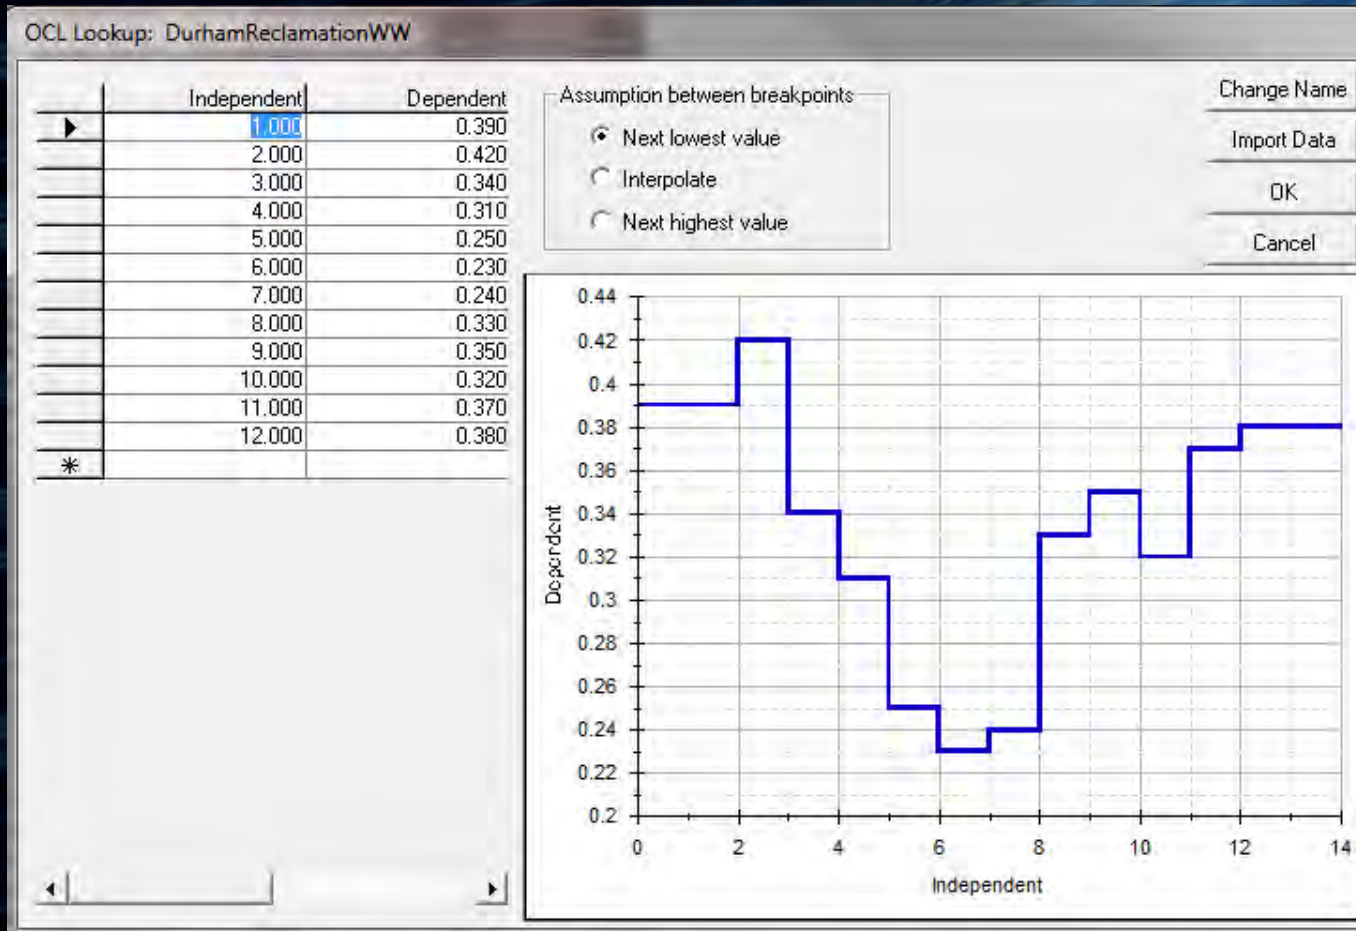 OCL Lookup: DurhamReclamationWW
Independent Dependent
1.000 0.390
2.000 0.420
3.000 0.340
4.000 0.310
5.000 0.250
6.000 0.230
7.000 0.240
8.000 0.330
9.000 0.350
10.000 0.320
11.000 0.370
12.000 0.380
Assumption between breakpoints
Next lowest value
Interpolate
Next highest value
Change Name
Import Data
OK
Cancel
0.44
0.42
0.4
0.38
0.36
0.34
0.32
0.3
0.28
0.26
0.24
0.22
0.2
Dependent
0 2 4 6 8 10 12 14
Independent